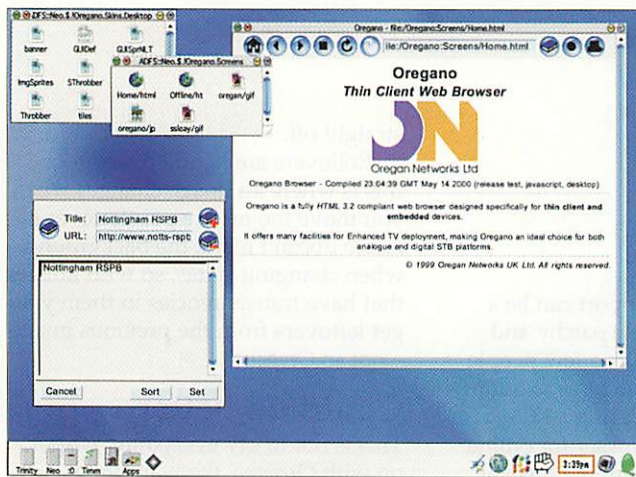 ADFS::Neo.$.!Oregano.Skins.Desktop
banner
GUIDef
GUISprNLT
ImgSprites
SThrobber
Throbber
tiles
ADFS::Neo.$.!Oregano.Screens
Home/html
Offline/ht
oregan/gif
oregano/jp
ssleay/gif
Oregano - file:/Oregano:Screens/Home.html
ile:/Oregano:Screens/Home.html
Oregano
Thin Client Web Browser
Oregan Networks Ltd
Oregano Browser - Compiled 23:04:39 GMT May 14 2000 (release test, javascript, desktop)
Oregano is a fully HTML 3.2 compliant web browser designed specifically for thin client and
embedded devices.
It offers many facilities for Enhanced TV deployment, making Oregano an ideal choice for both
analogue and digital STB platforms.
© 1999 Oregan Networks UK Ltd. All rights reserved.
Title: Nottingham RSPB
URL: http://www.notts-rspb
Nottingham RSPB
Cancel
Sort
Set
Trinity
Neo
:0
Timm
Apps
3:39pm